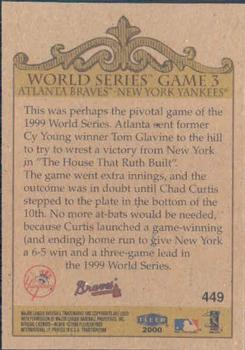 WORLD SERIES™ GAME 3
ATLANTA BRAVES™-NEW YORK YANKEES®
This was perhaps the pivotal game of the
1999 World Series. Atlanta sent former
Cy Young winner Tom Glavine to the hill
to try to wrest a victory from New York
in "The House That Ruth Built".
The game went extra innings, and the
outcome was in doubt until Chad Curtis
stepped to the plate in the bottom of the
10th. No more at-bats would be needed,
because Curtis launched a game-winning
(and ending) home run to give New York
a 6-5 win and a three-game lead in
the 1999 World Series.
Braves
449
FLEER
2000